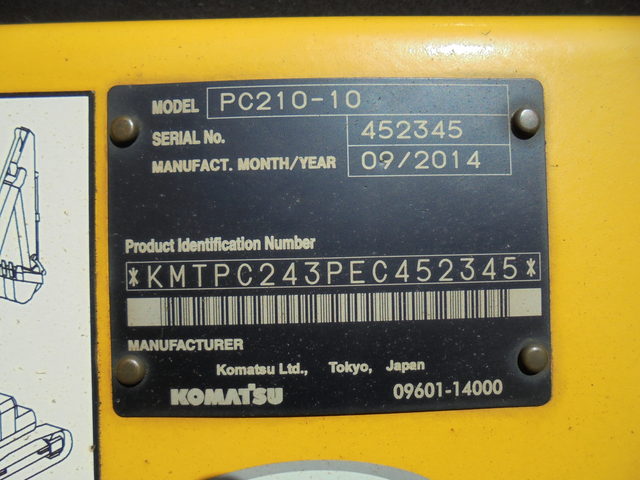 MODEL PC210-10
SERIAL No. 452345
MANUFACT. MONTH/YEAR 09/2014
Product Identification Number
*KMTPC243PEC452345*
MANUFACTURER
Komatsu Ltd., Tokyo, Japan
KOMATSU 09601-14000